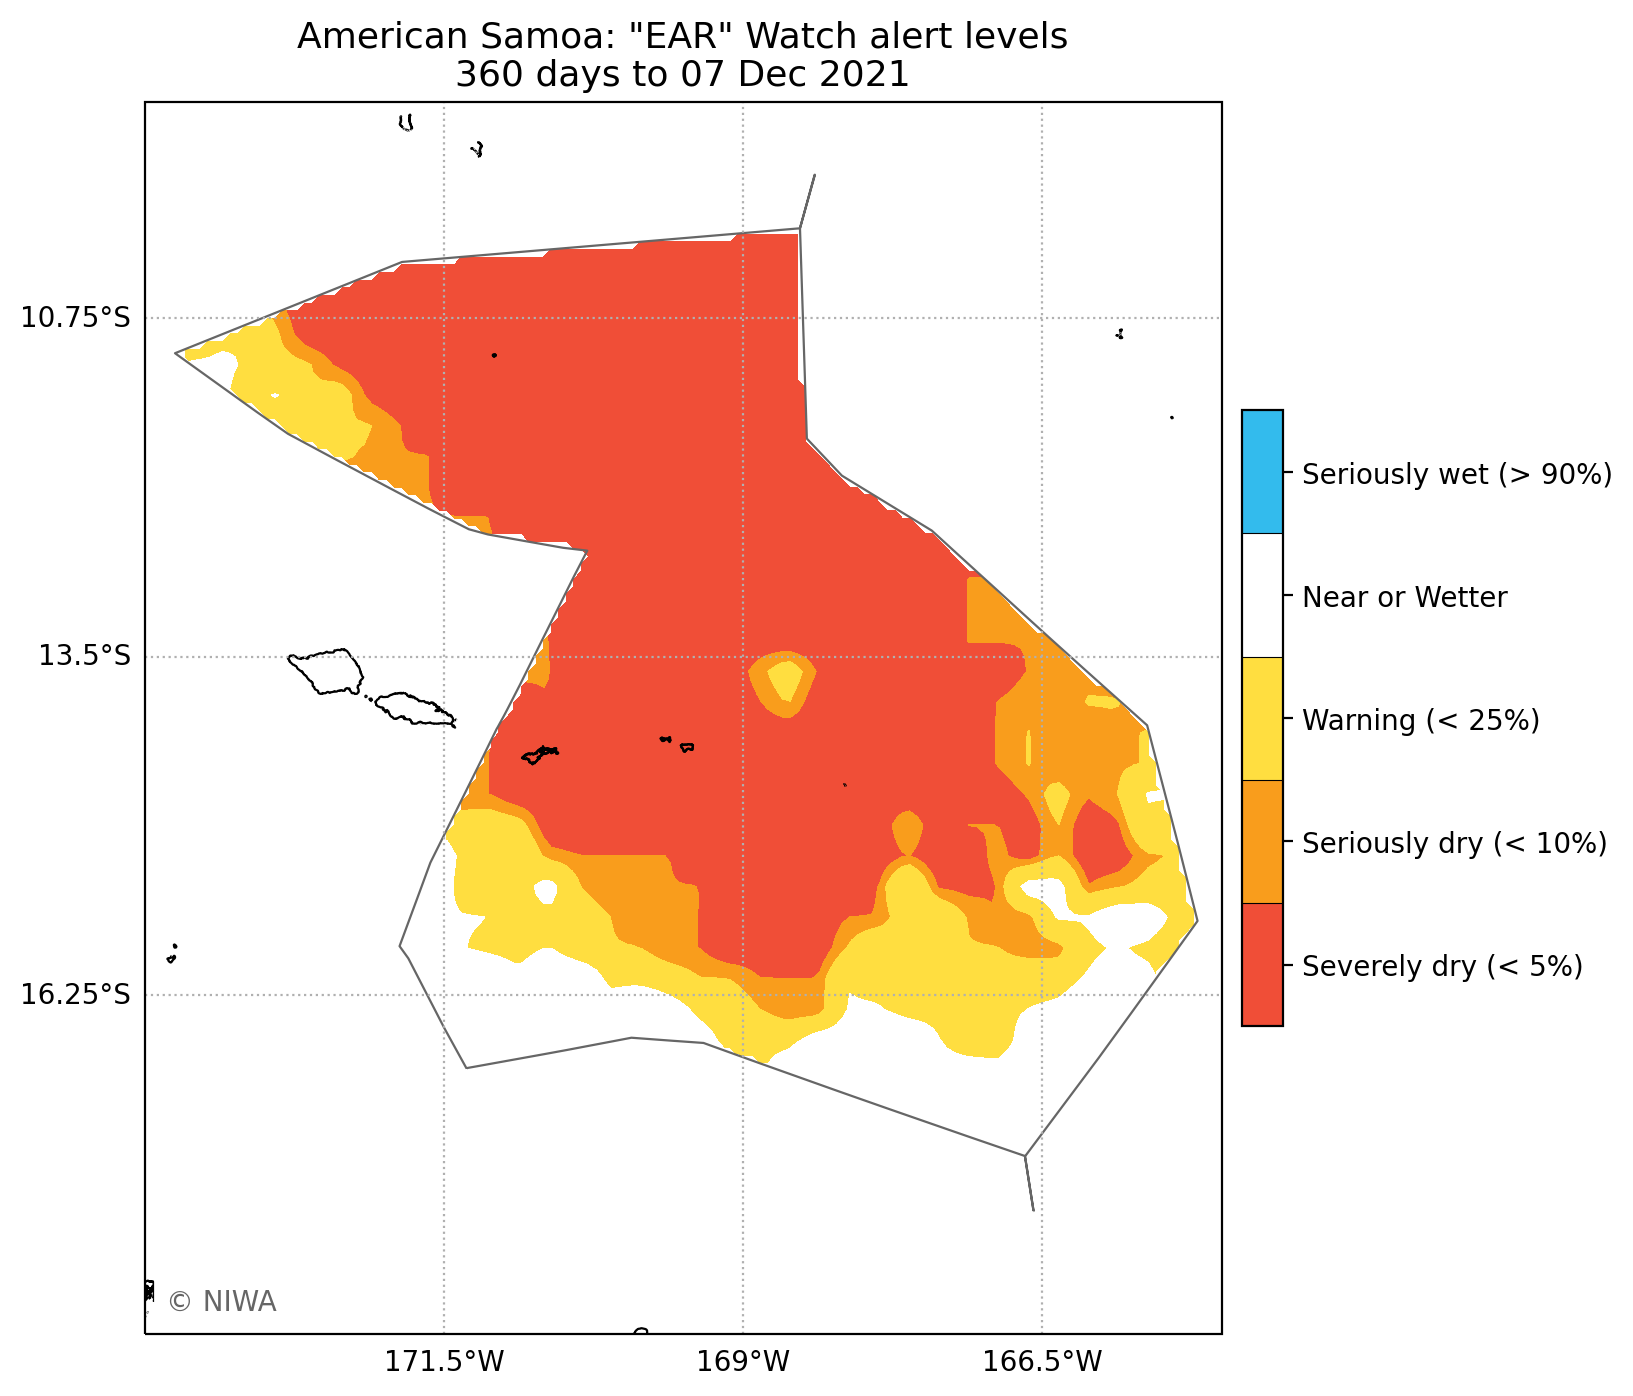 American Samoa: "EAR" Watch alert levels
360 days to 07 Dec 2021
10.75°S
13.5°S
16.25°S
171.5°W
169°W
166.5°W
© NIWA
Seriously wet (> 90%)
Near or Wetter
Warning (< 25%)
Seriously dry (< 10%)
Severely dry (< 5%)